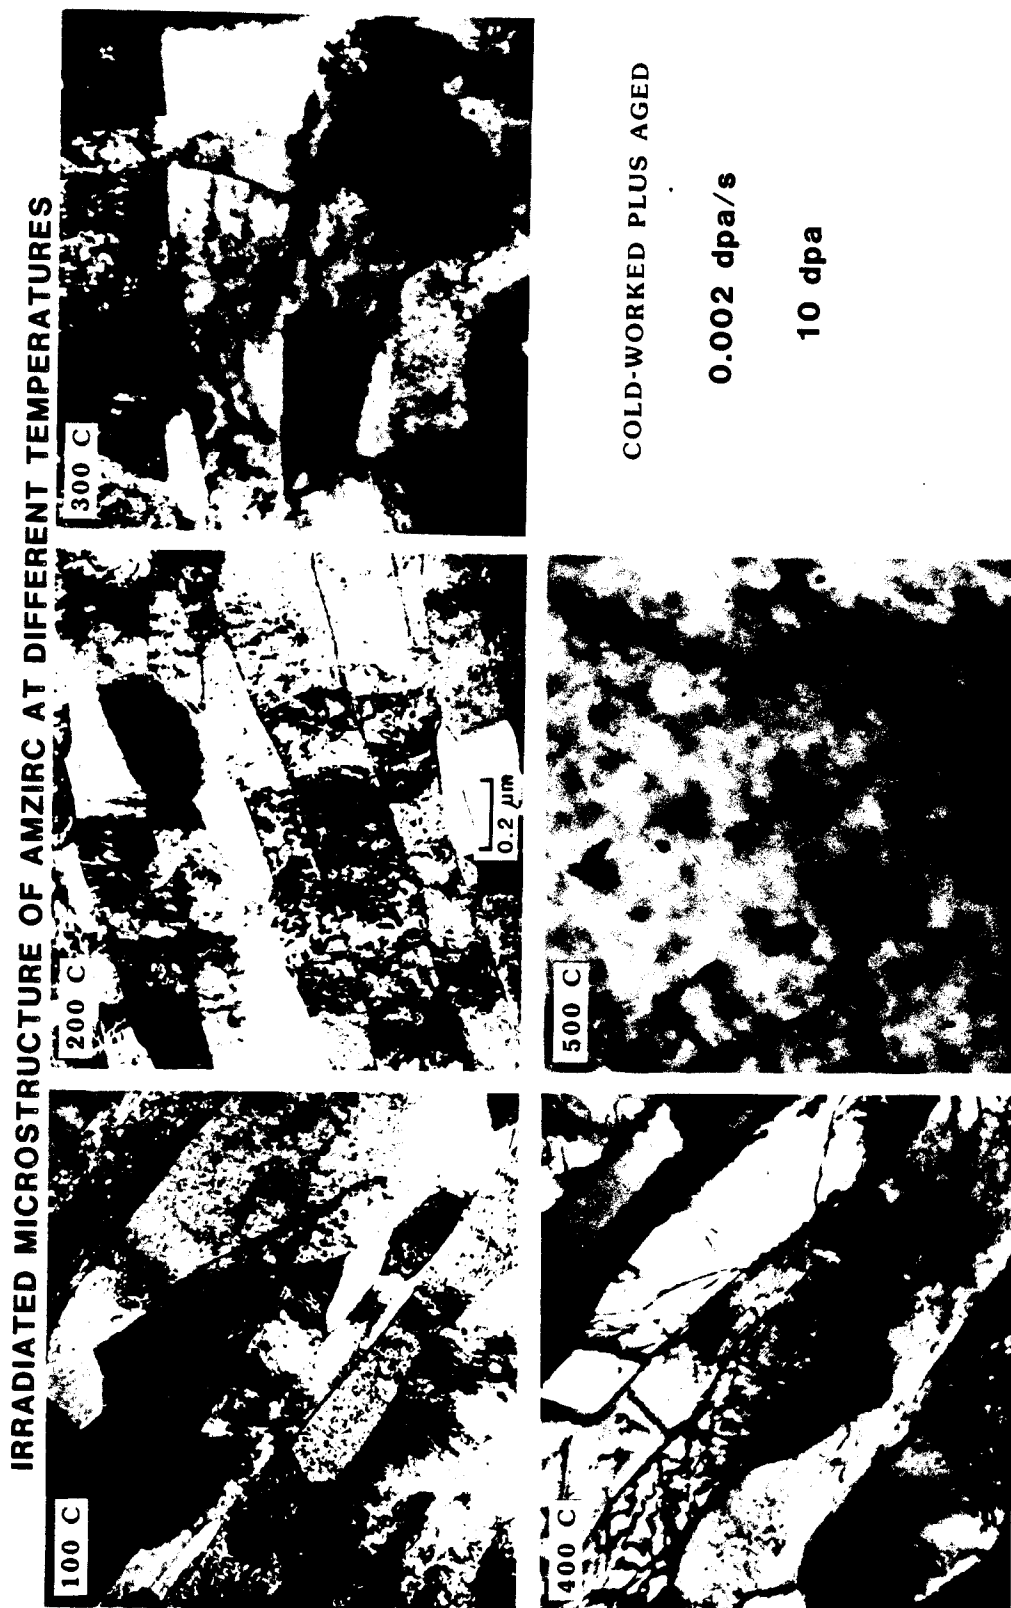 IRRADIATED MICROSTRUCTURE OF AMZIRC AT DIFFERENT TEMPERATURES
100 C
200 C
0.2 µm
300 C
400 C
500 C
COLD-WORKED PLUS AGED
0.002 dpa/s
10 dpa